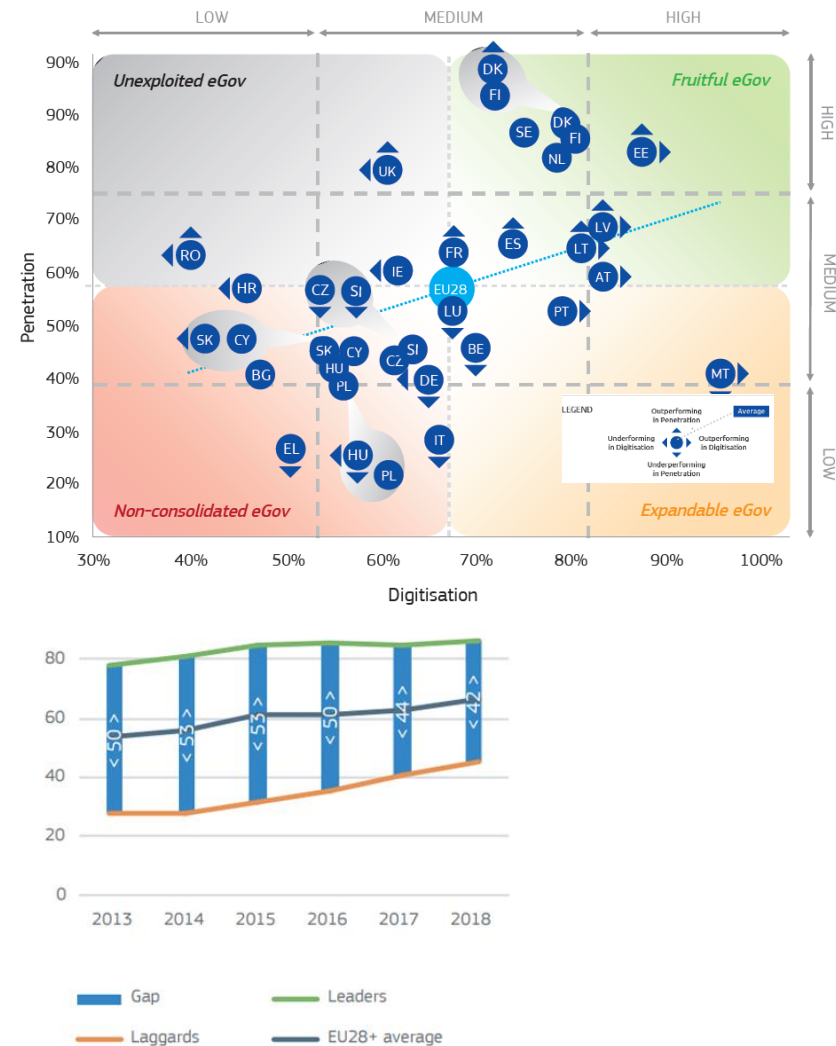 LOW MEDIUM HIGH
90%
90%
80%
70%
60%
50%
40%
30%
20%
10%
Penetration
Unexploited eGov
Fruitful eGov
Non-consolidated eGov
Expandable eGov
DK
FI
SE
DK
FI
NL
EE
UK
RO
HR
CZ
SI
IE
FR
ES
LV
LT
AT
EU28
LU
PT
SK
CY
BG
SK
CY
HU
PL
CZ
SI
DE
BE
MT
EL
HU
PL
IT
LEGEND
Outperforming
in Penetration
Average
Underforming
in Digitisation
Outperforming
in Digitisation
Underperforming
in Penetration
HIGH
MEDIUM
LOW
30% 40% 50% 60% 70% 80% 90% 100%
Digitisation
80
60
40
20
0
< 50 >
< 53 >
< 53 >
< 50 >
< 44 >
< 42 >
2013 2014 2015 2016 2017 2018
Gap Leaders
Laggards EU28+ average